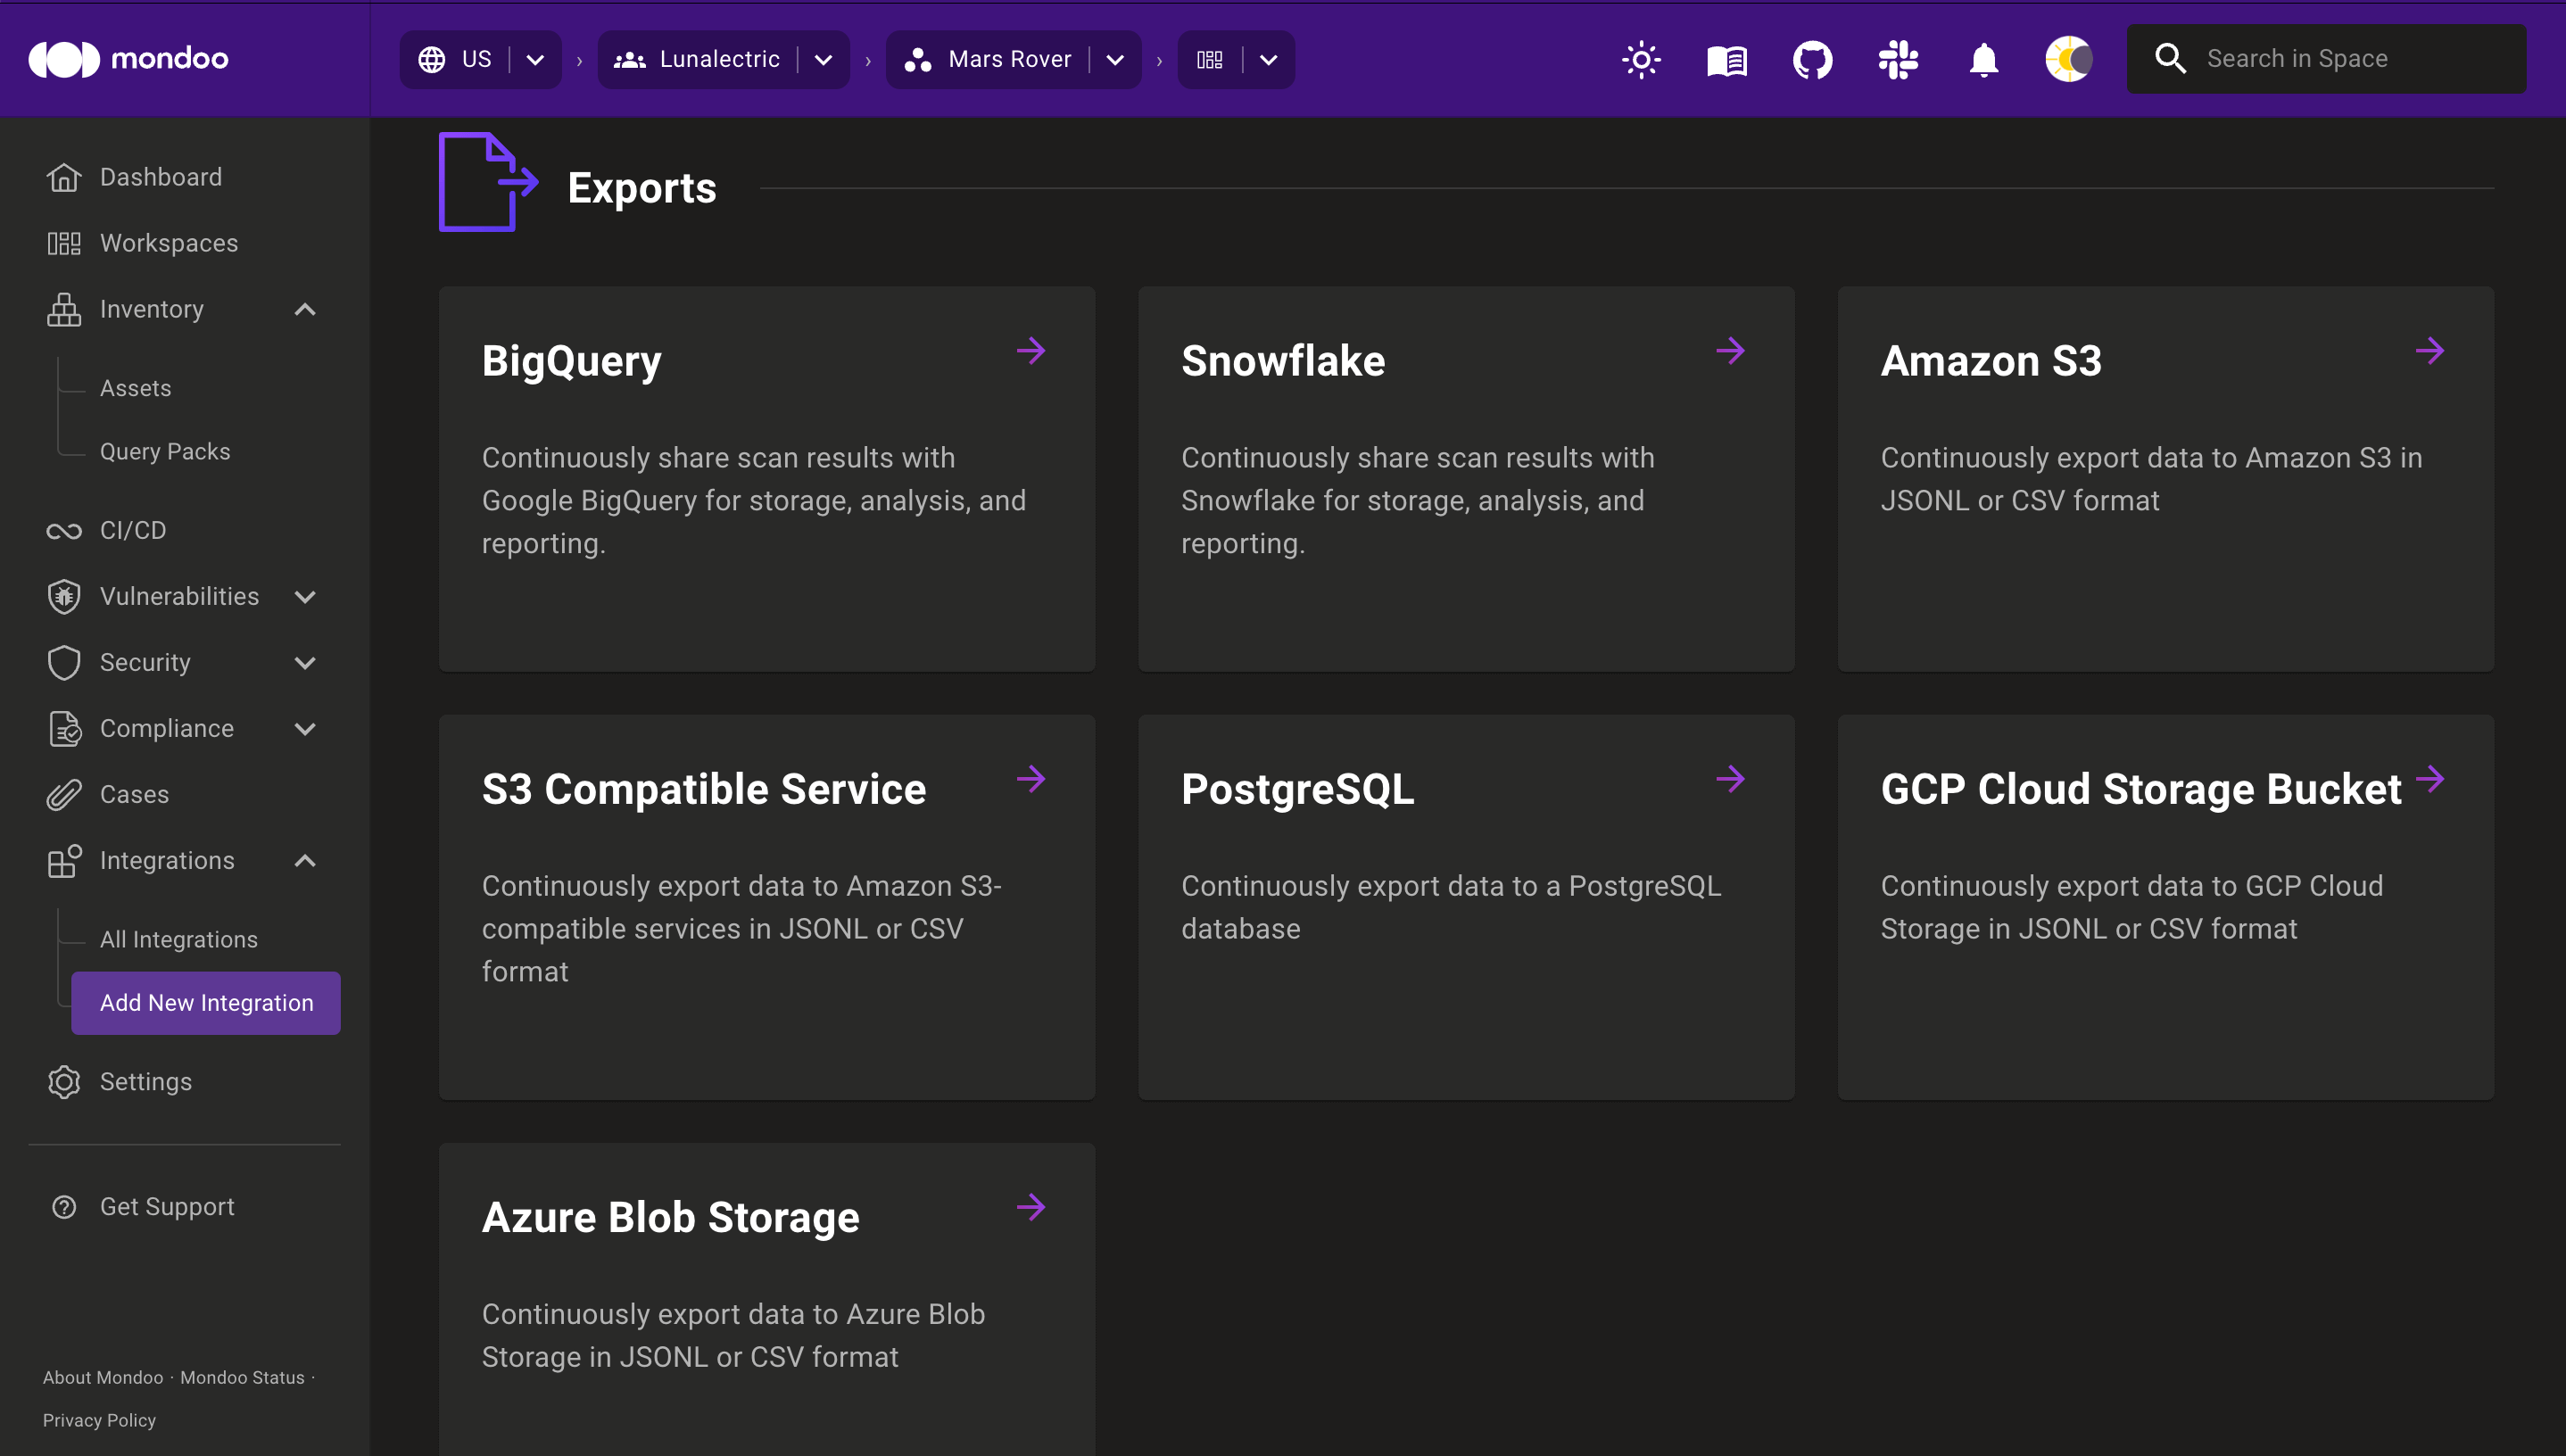 mondoo
US
Lunalectric
Mars Rover
Search in Space
Dashboard
Workspaces
Inventory
Assets
Query Packs
CI/CD
Vulnerabilities
Security
Compliance
Cases
Integrations
All Integrations
Add New Integration
Settings
Get Support
About Mondoo · Mondoo Status ·
Privacy Policy
Exports
BigQuery
Continuously share scan results with
Google BigQuery for storage, analysis, and
reporting.
Snowflake
Continuously share scan results with
Snowflake for storage, analysis, and
reporting.
Amazon S3
Continuously export data to Amazon S3 in
JSONL or CSV format
S3 Compatible Service
Continuously export data to Amazon S3-
compatible services in JSONL or CSV
format
PostgreSQL
Continuously export data to a PostgreSQL
database
GCP Cloud Storage Bucket
Continuously export data to GCP Cloud
Storage in JSONL or CSV format
Azure Blob Storage
Continuously export data to Azure Blob
Storage in JSONL or CSV format